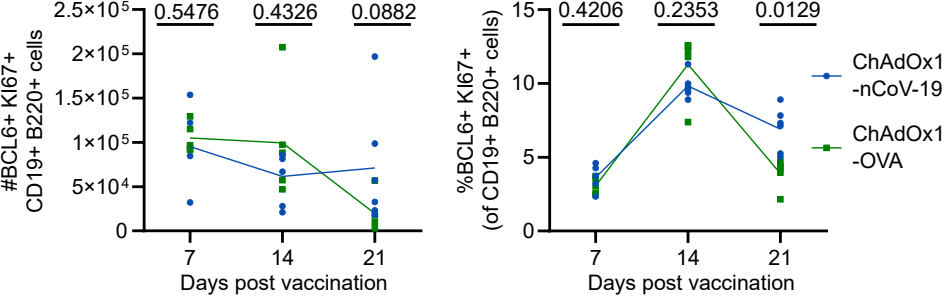 0.5476 0.4326 0.0882
#BCL6+ KI67+
CD19+ B220+ cells
2.5×10⁵
2×10⁵
1.5×10⁵
1×10⁵
5×10⁴
0
7 14 21
Days post vaccination
0.4206 0.2353 0.0129
%BCL6+ KI67+
(of CD19+ B220+ cells)
15
10
5
0
7 14 21
Days post vaccination
ChAdOx1
-nCoV-19
ChAdOx1
-OVA